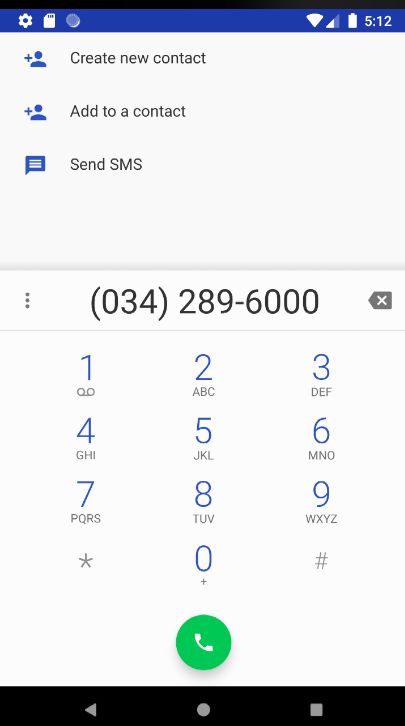 5:12
Create new contact
Add to a contact
Send SMS
(034) 289-6000
1 2 3
ABC DEF
4 5 6
GHI JKL MNO
7 8 9
PQRS TUV WXYZ
* 0 #
+